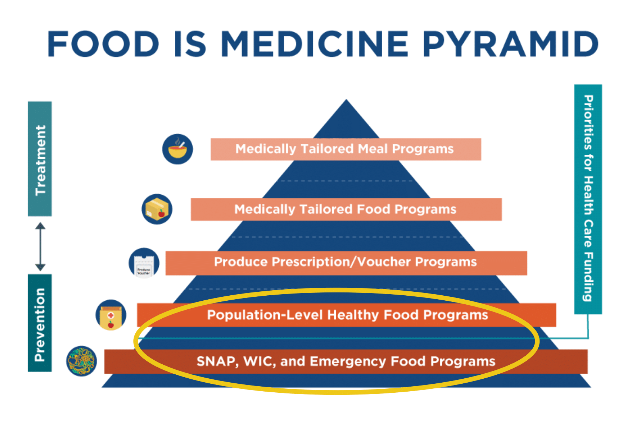 FOOD IS MEDICINE PYRAMID
Treatment
Prevention
Medically Tailored Meal Programs
Medically Tailored Food Programs
Produce Prescription/Voucher Programs
Population-Level Healthy Food Programs
SNAP, WIC, and Emergency Food Programs
Priorities for Health Care Funding